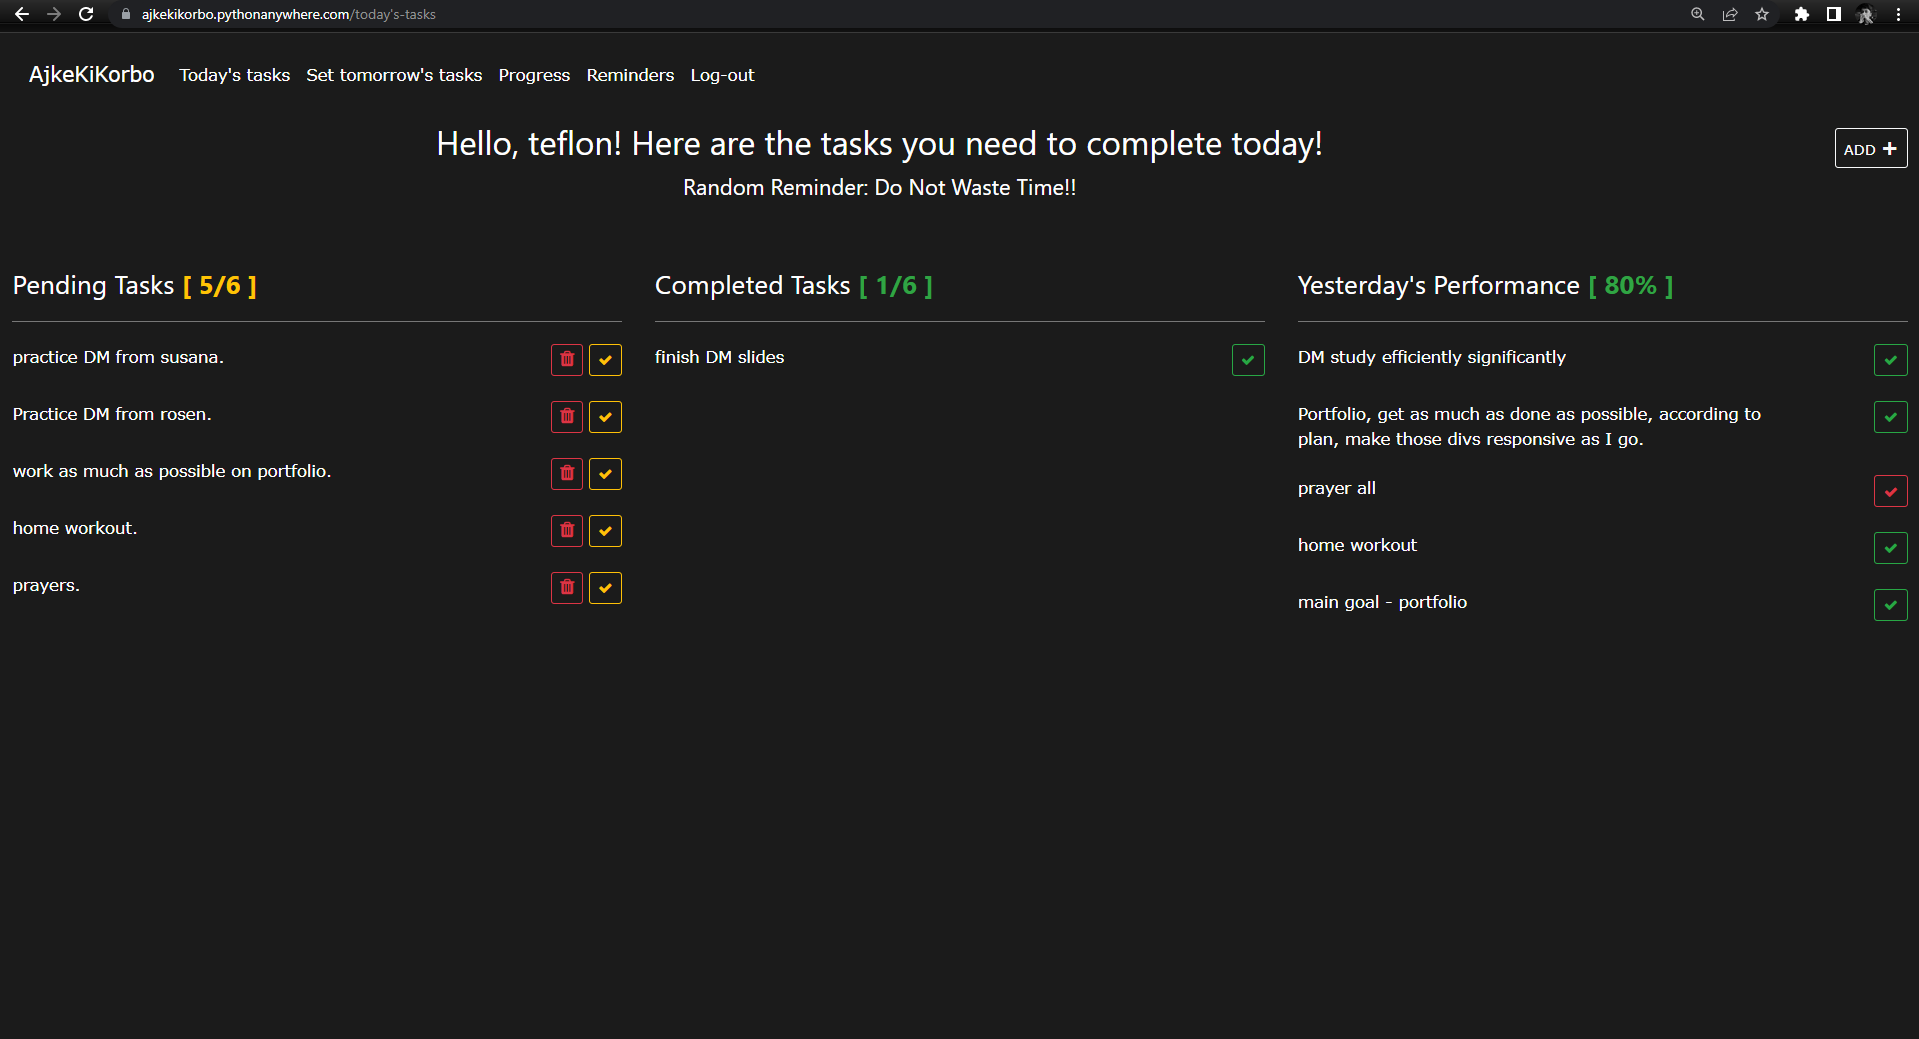 ajkekikorbo.pythonanywhere.com/today's-tasks
AjkeKiKorbo Today's tasks Set tomorrow's tasks Progress Reminders Log-out
Hello, teflon! Here are the tasks you need to complete today!
ADD +
Random Reminder: Do Not Waste Time!!
Pending Tasks [ 5/6 ]
practice DM from susana.
Practice DM from rosen.
work as much as possible on portfolio.
home workout.
prayers.
Completed Tasks [ 1/6 ]
finish DM slides
Yesterday's Performance [ 80% ]
DM study efficiently significantly
Portfolio, get as much as done as possible, according to
plan, make those divs responsive as I go.
prayer all
home workout
main goal - portfolio